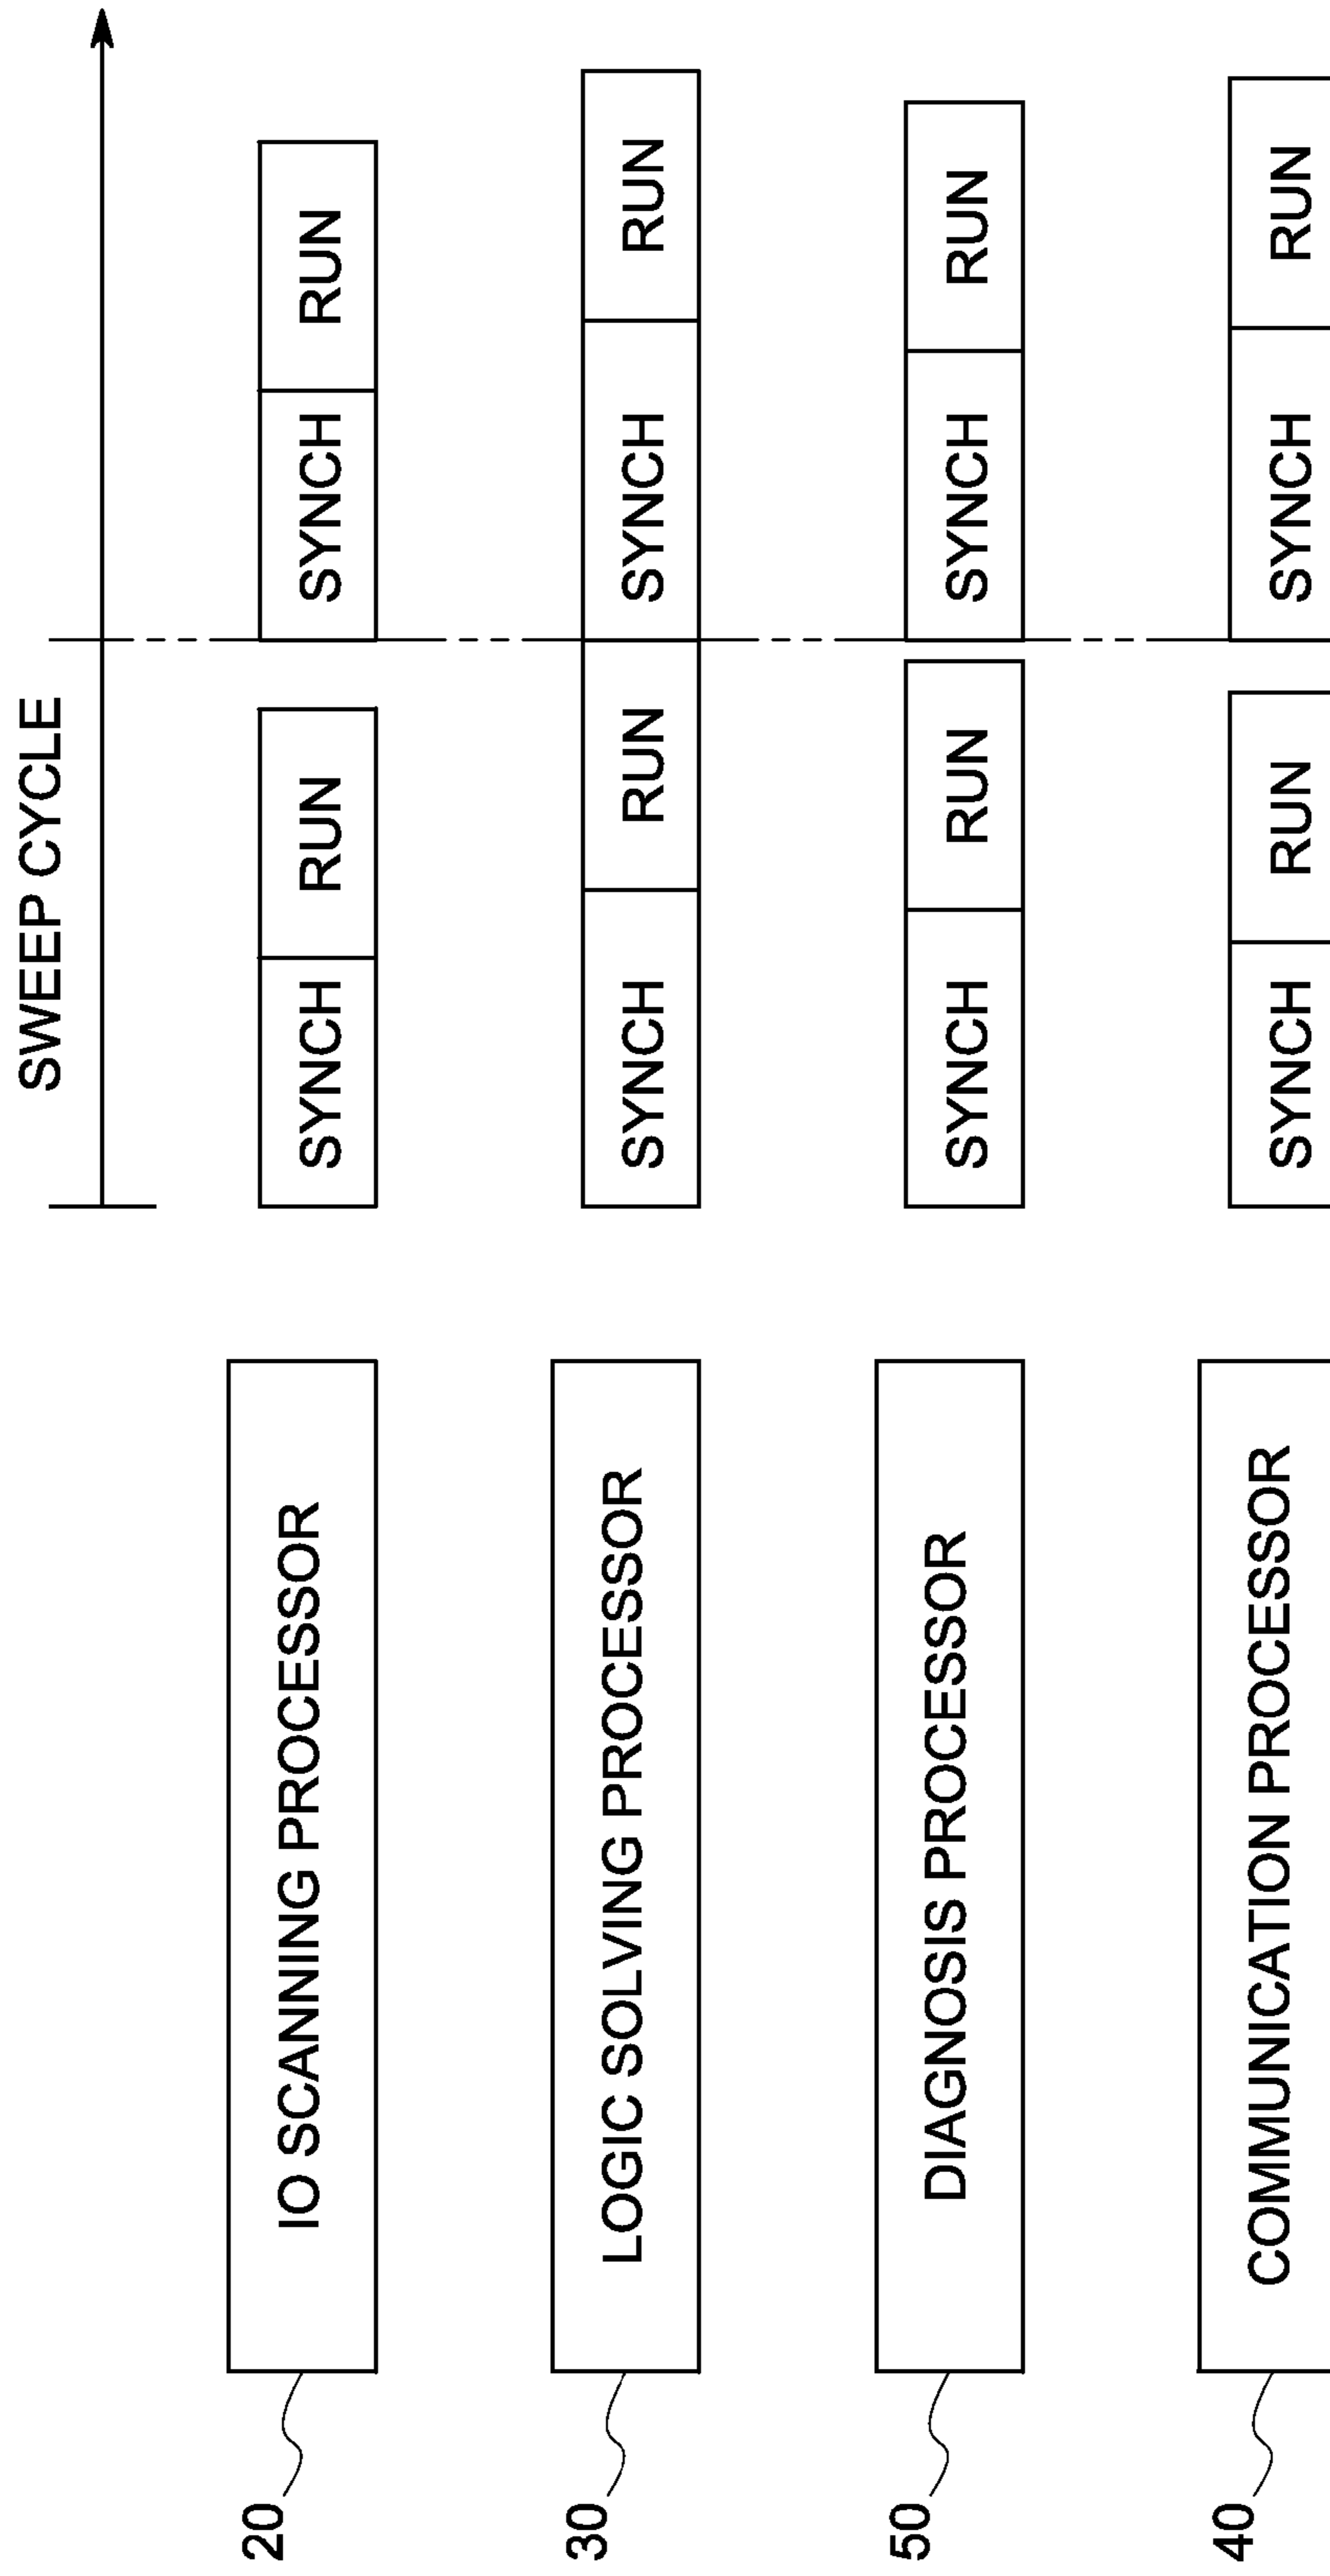 SWEEP CYCLE
20 IO SCANNING PROCESSOR SYNCH RUN SYNCH RUN
30 LOGIC SOLVING PROCESSOR SYNCH RUN SYNCH RUN
50 DIAGNOSIS PROCESSOR SYNCH RUN SYNCH RUN
40 COMMUNICATION PROCESSOR SYNCH RUN SYNCH RUN